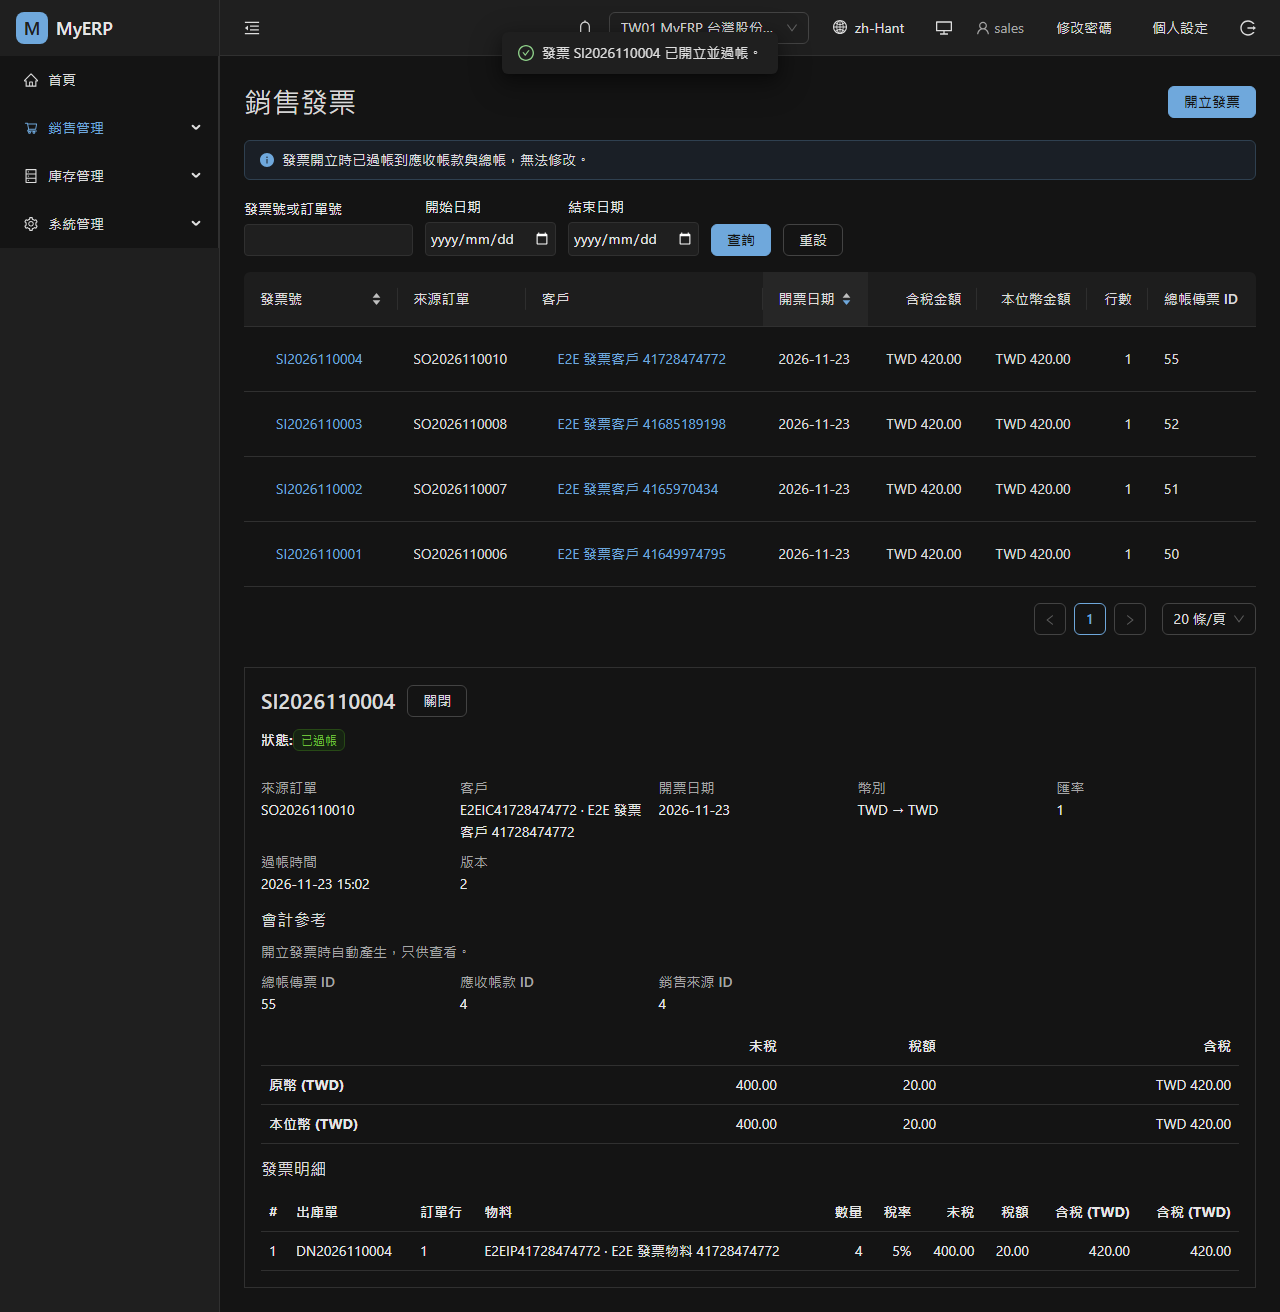 M MyERP
TW01 MyERP 台灣股份...
zh-Hant
sales
修改密碼
個人設定
發票 SI2026110004 已開立並過帳。
首頁
銷售管理
庫存管理
系統管理
銷售發票
開立發票
發票開立時已過帳到應收帳款與總帳，無法修改。
發票號或訂單號
開始日期
結束日期
yyyy/mm/dd
yyyy/mm/dd
查詢
重設
發票號 來源訂單 客戶 開票日期 含稅金額 本位幣金額 行數 總帳傳票 ID
SI2026110004 SO2026110010 E2E 發票客戶 41728474772 2026-11-23 TWD 420.00 TWD 420.00 1 55
SI2026110003 SO2026110008 E2E 發票客戶 41685189198 2026-11-23 TWD 420.00 TWD 420.00 1 52
SI2026110002 SO2026110007 E2E 發票客戶 4165970434 2026-11-23 TWD 420.00 TWD 420.00 1 51
SI2026110001 SO2026110006 E2E 發票客戶 41649974795 2026-11-23 TWD 420.00 TWD 420.00 1 50
< 1 > 20 條/頁
SI2026110004 關閉
狀態: 已過帳
來源訂單 客戶 開票日期 幣別 匯率
SO2026110010 E2EIC41728474772 · E2E 發票 2026-11-23 TWD → TWD 1
客戶 41728474772
過帳時間 版本
2026-11-23 15:02 2
會計參考
開立發票時自動產生，只供查看。
總帳傳票 ID 應收帳款 ID 銷售來源 ID
55 4 4
未稅 稅額 含稅
原幣 (TWD) 400.00 20.00 TWD 420.00
本位幣 (TWD) 400.00 20.00 TWD 420.00
發票明細
# 出庫單 訂單行 物料 數量 稅率 未稅 稅額 含稅 (TWD) 含稅 (TWD)
1 DN2026110004 1 E2EIP41728474772 · E2E 發票物料 41728474772 4 5% 400.00 20.00 420.00 420.00